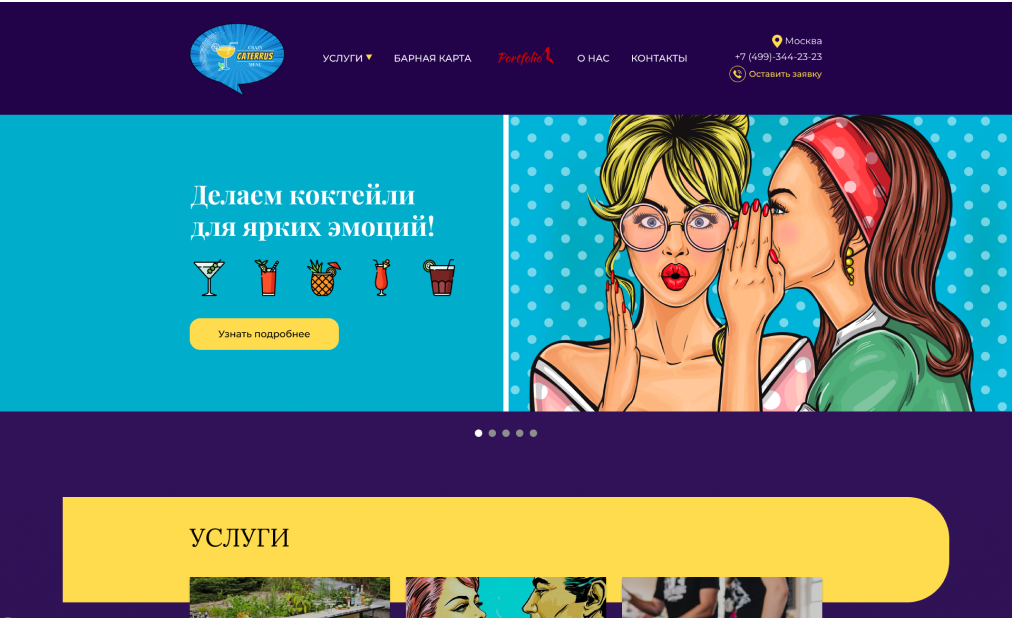 CRAZY
CATERRUS
MENU
УСЛУГИ
БАРНАЯ КАРТА
Portfolio
О НАС
КОНТАКТЫ
Москва
+7 (499)-344-23-23
Оставить заявку
Делаем коктейли
для ярких эмоций!
Узнать подробнее
УСЛУГИ